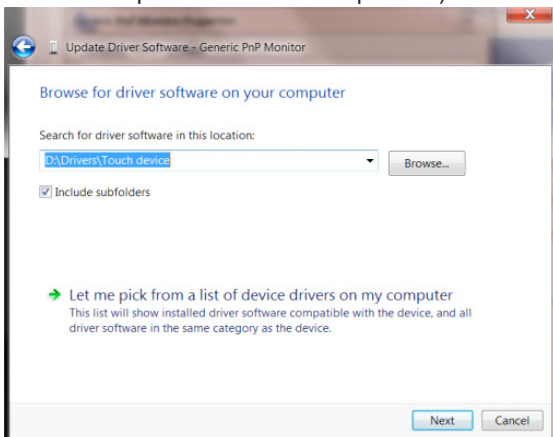 Update Driver Software - Generic PnP Monitor
Browse for driver software on your computer
Search for driver software in this location:
D:\Drivers\Touch device
Browse...
Include subfolders
Let me pick from a list of device drivers on my computer
This list will show installed driver software compatible with the device, and all
driver software in the same category as the device.
Next
Cancel